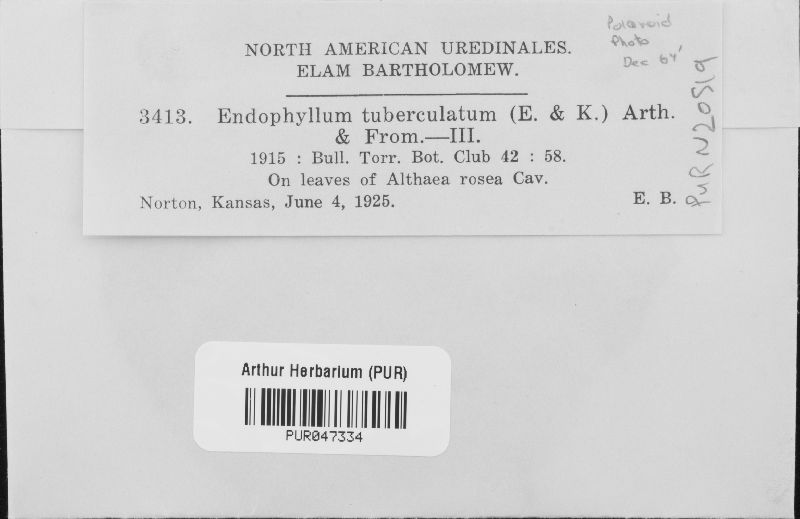 Polaroid
Photo
Dec 64'
NORTH AMERICAN UREDINALES.
ELAM BARTHOLOMEW.
3413. Endophyllum tuberculatum (E. & K.) Arth.
& From.—III.
1915 : Bull. Torr. Bot. Club 42 : 58.
On leaves of Althaea rosea Cav.
Norton, Kansas, June 4, 1925. E. B.
PUR N20519
Arthur Herbarium (PUR)
PUR047334